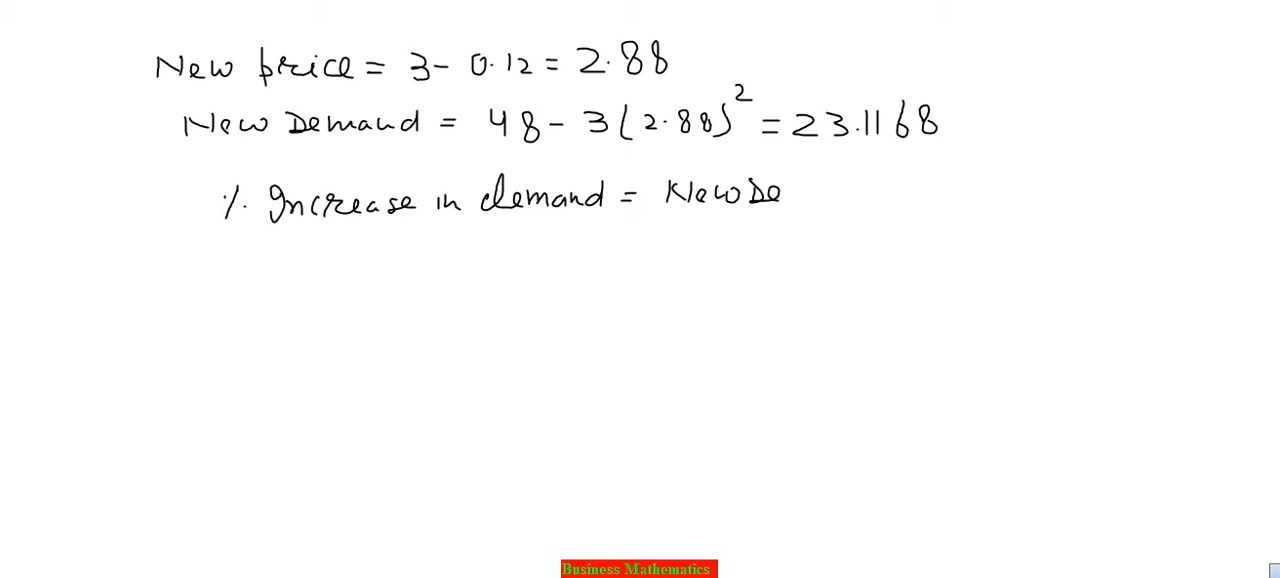 New price = 3 - 0.12 = 2.88
New Demand = 48 - 3(2.88)² = 23.1168
% Increase in demand = New De
Business Mathematics